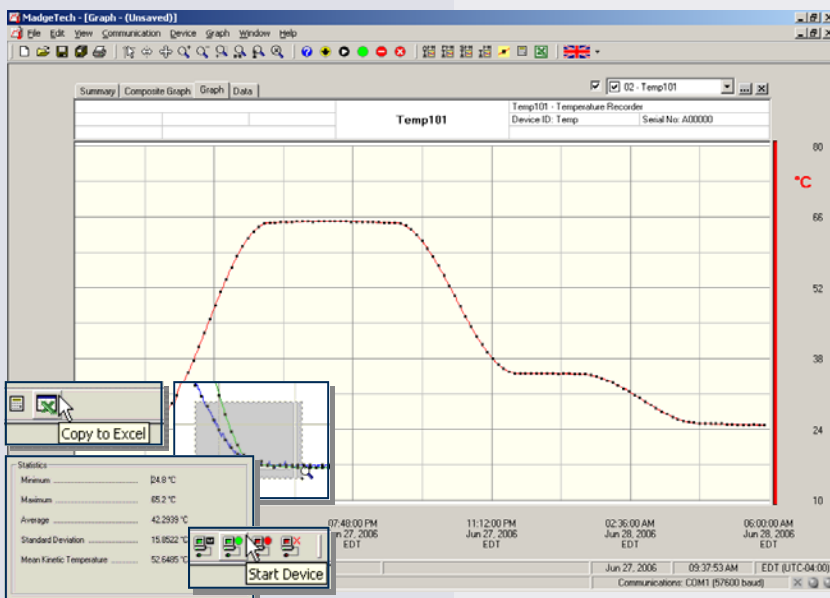 MadgeTech - [Graph - (Unsaved)]
File Edit View Communication Device Graph Window Help
Summary Composite Graph Graph Data
02 - Temp101
Temp101
Temp101 - Temperature Recorder
Device ID: Temp Serial No: A00000
80
°C
66
52
38
24
10
Copy to Excel
Statistics
Minimum 24.8 °C
Maximum 65.2 °C
Average 42.2939 °C
Standard Deviation 15.8522 °C
Mean Kinetic Temperature 52.6485 °C
Start Device
07:48:00 PM 11:12:00 PM 02:36:00 AM 06:00:00 AM
n 27, 2006 Jun 27, 2006 Jun 28, 2006 Jun 28, 2006
EDT EDT EDT EDT
Jun 27, 2006 09:37:53 AM EDT (UTC-04:00)
Communications: COM1 (57600 baud)